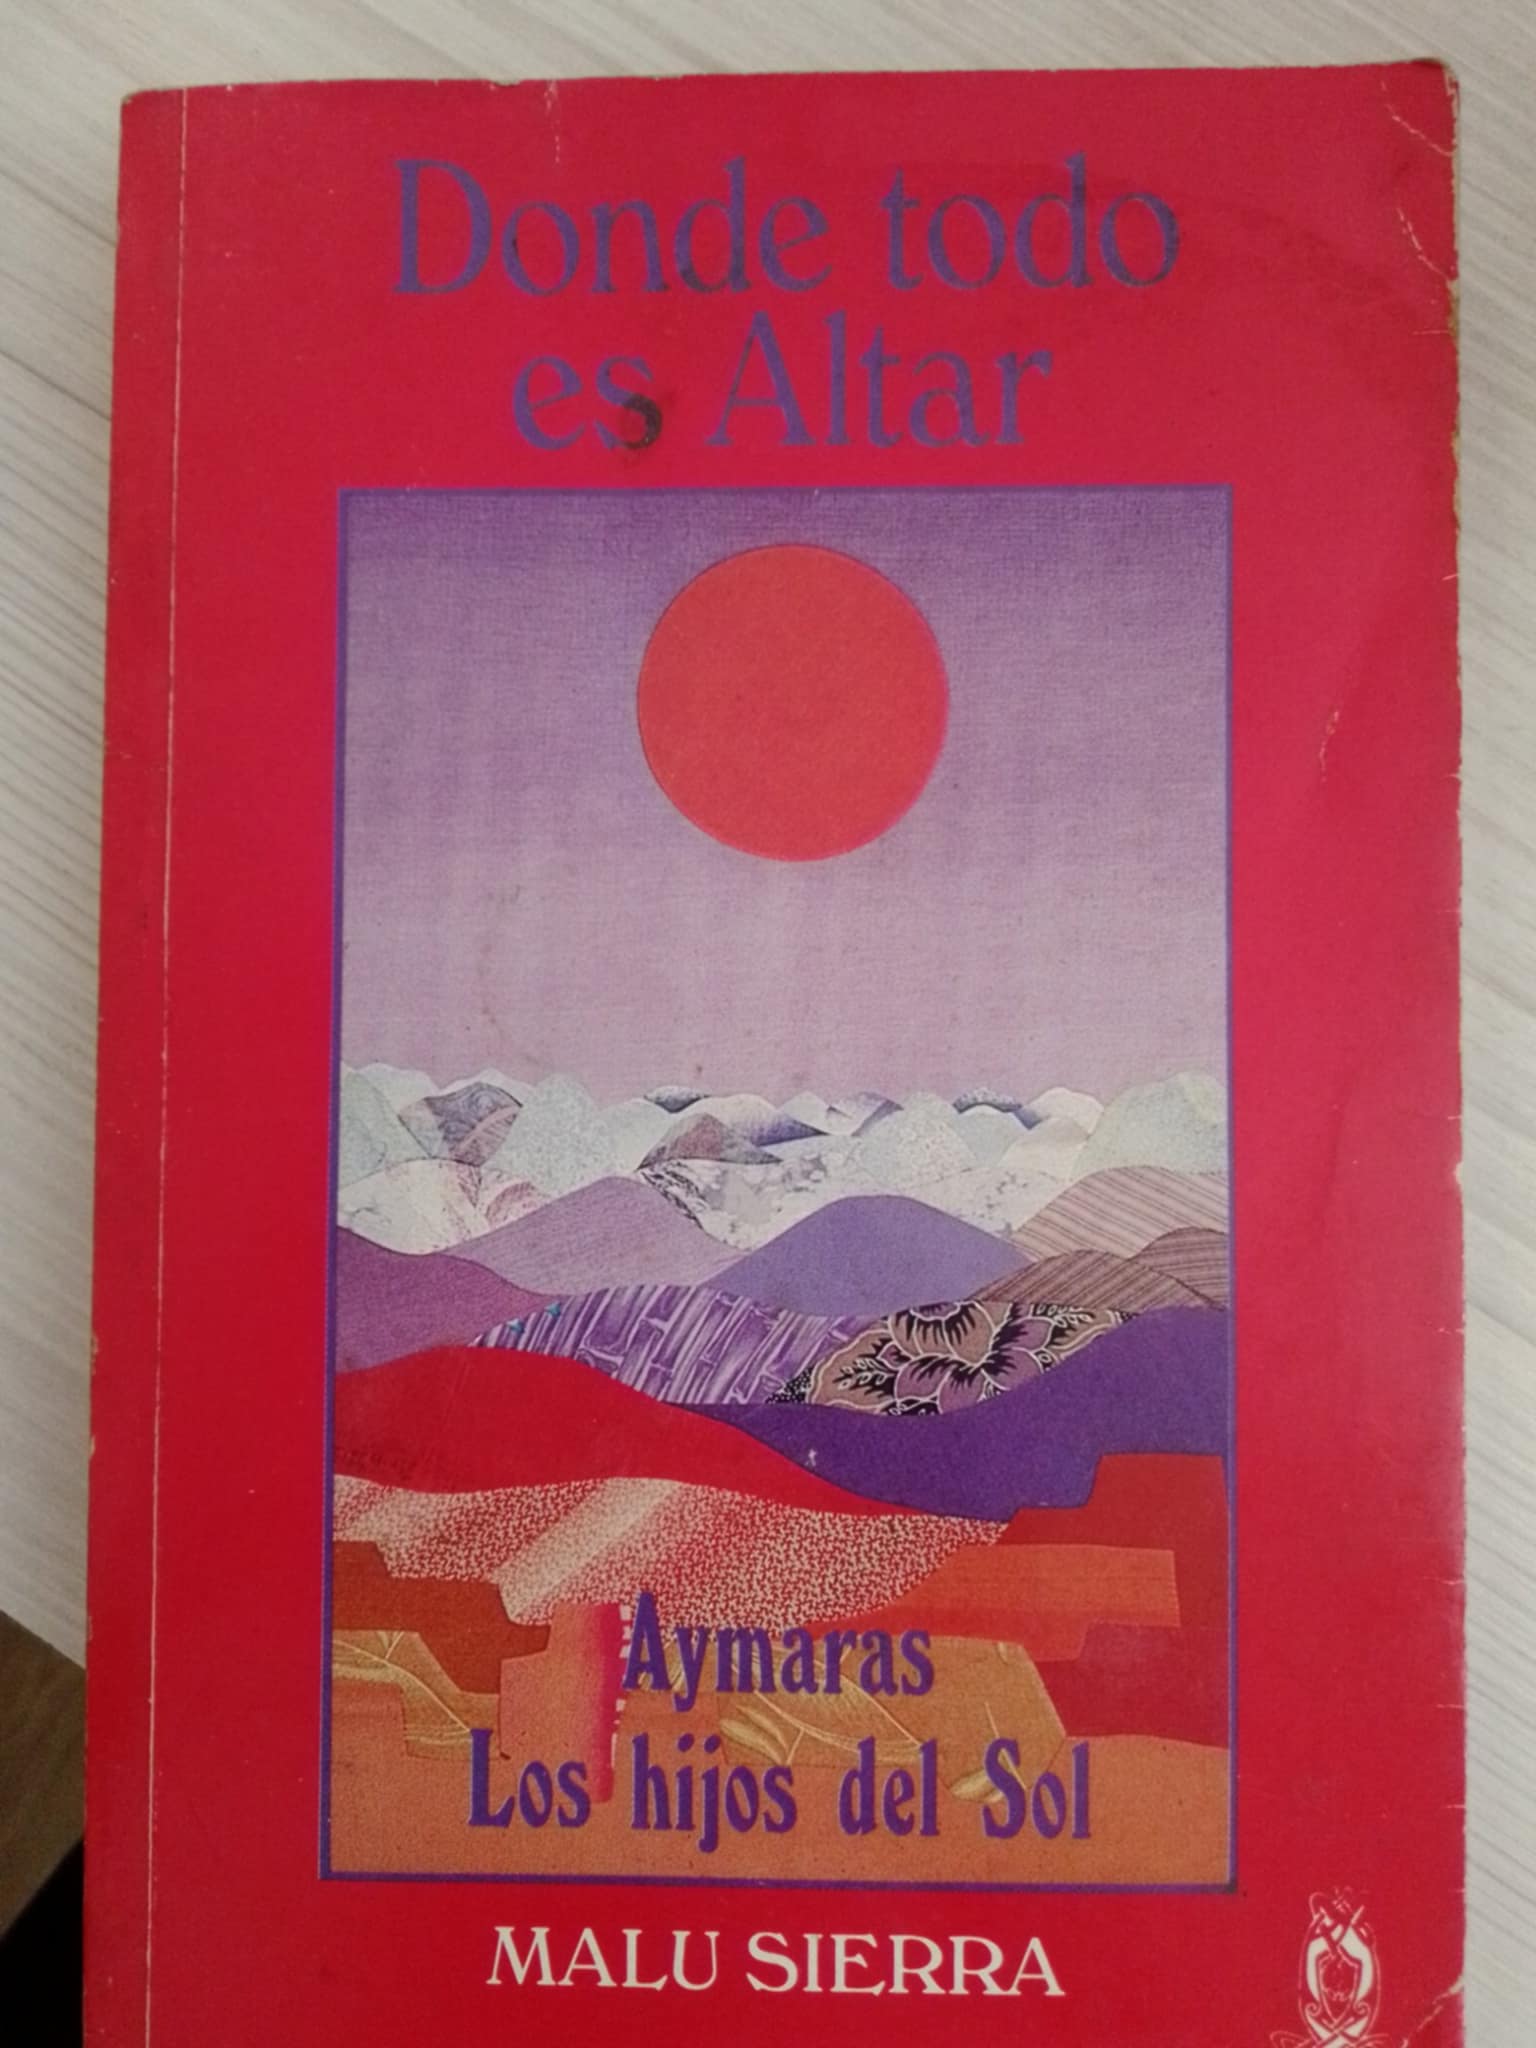 Donde todo
es Altar
Aymaras
Los hijos del Sol
MALU SIERRA